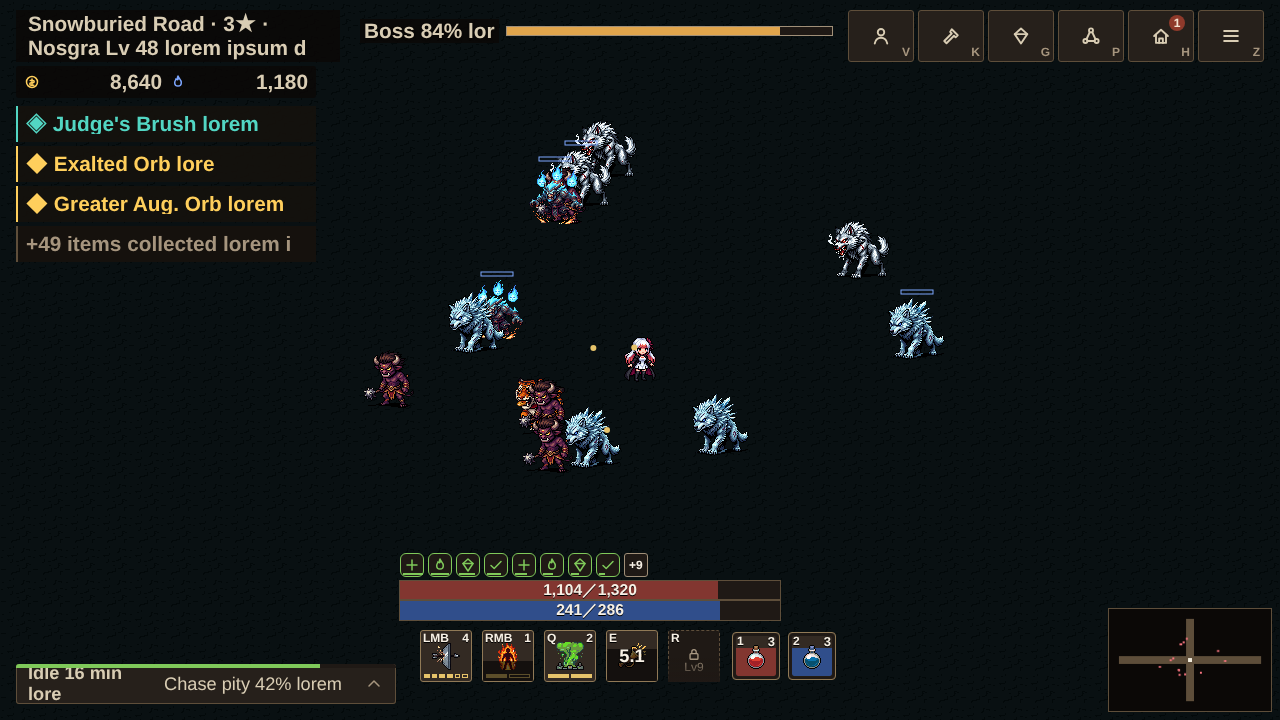 Snowburied Road · 3★ ·
Nosgra Lv 48 lorem ipsum d
8,640 1,180
Judge's Brush lorem
Exalted Orb lore
Greater Aug. Orb lorem
+49 items collected lorem i
Boss 84% lor
V K G P H 1 Z
+9
1,104／1,320
241／286
LMB 4 RMB 1 Q 2 E 5.1 R Lv9 1 3 2 3
Idle 16 min
lore
Chase pity 42% lorem